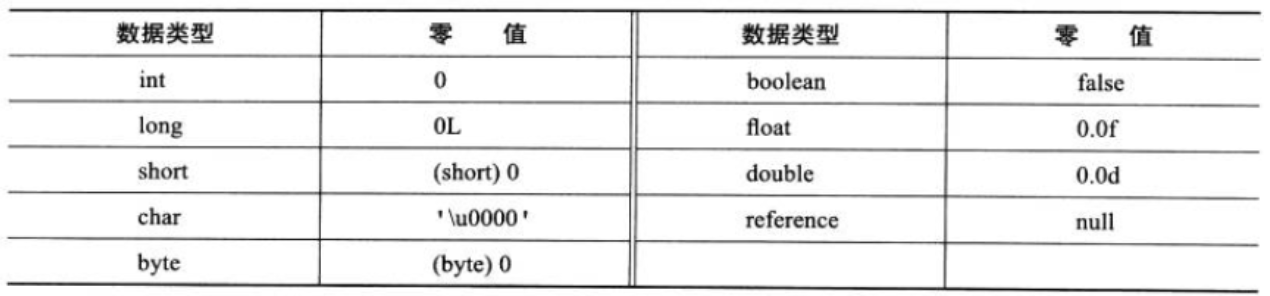 数据类型 零 值 数据类型 零 值
int 0 boolean false
long 0L float 0.0f
short (short) 0 double 0.0d
char '\u0000' reference null
byte (byte) 0